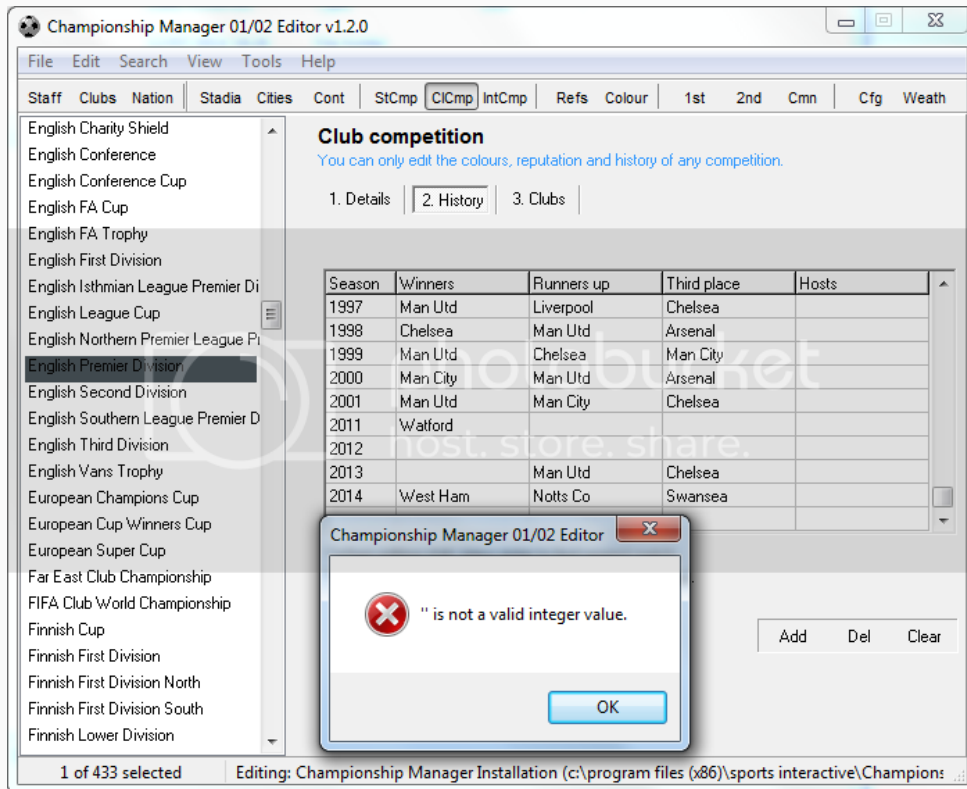 Championship Manager 01/02 Editor v1.2.0
File Edit Search View Tools Help
Staff Clubs Nation Stadia Cities Cont StCmp ClCmp IntCmp Refs Colour 1st 2nd Cmn Cfg Weath
English Charity Shield
English Conference
English Conference Cup
English FA Cup
English FA Trophy
English First Division
English Isthmian League Premier Di
English League Cup
English Northern Premier League Pr
English Premier Division
English Second Division
English Southern League Premier D
English Third Division
English Vans Trophy
European Champions Cup
European Cup Winners Cup
European Super Cup
Far East Club Championship
FIFA Club World Championship
Finnish Cup
Finnish First Division
Finnish First Division North
Finnish First Division South
Finnish Lower Division
Club competition
You can only edit the colours, reputation and history of any competition.
1. Details 2. History 3. Clubs
Season Winners Runners up Third place Hosts
1997 Man Utd Liverpool Chelsea
1998 Chelsea Man Utd Arsenal
1999 Man Utd Chelsea Man City
2000 Man City Man Utd Arsenal
2001 Man Utd Man City Chelsea
2011 Watford
2012
2013 Man Utd Chelsea
2014 West Ham Notts Co Swansea
photobucket
host. store. share.
Championship Manager 01/02 Editor
'' is not a valid integer value.
OK
Add Del Clear
1 of 433 selected Editing: Championship Manager Installation (c:\program files (x86)\sports interactive\Champions